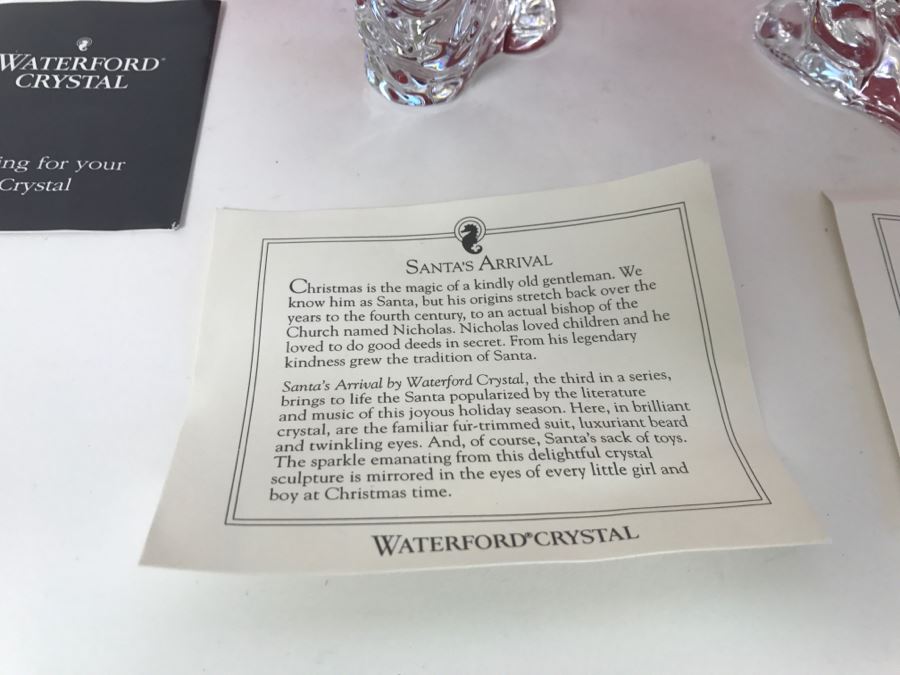 WATERFORD®
CRYSTAL
ing for your
Crystal
SANTA'S ARRIVAL
Christmas is the magic of a kindly old gentleman. We
know him as Santa, but his origins stretch back over the
years to the fourth century, to an actual bishop of the
Church named Nicholas. Nicholas loved children and he
loved to do good deeds in secret. From his legendary
kindness grew the tradition of Santa.
Santa's Arrival by Waterford Crystal, the third in a series,
brings to life the Santa popularized by the literature
and music of this joyous holiday season. Here, in brilliant
crystal, are the familiar fur-trimmed suit, luxuriant beard
and twinkling eyes. And, of course, Santa's sack of toys.
The sparkle emanating from this delightful crystal
sculpture is mirrored in the eyes of every little girl and
boy at Christmas time.
WATERFORD®CRYSTAL